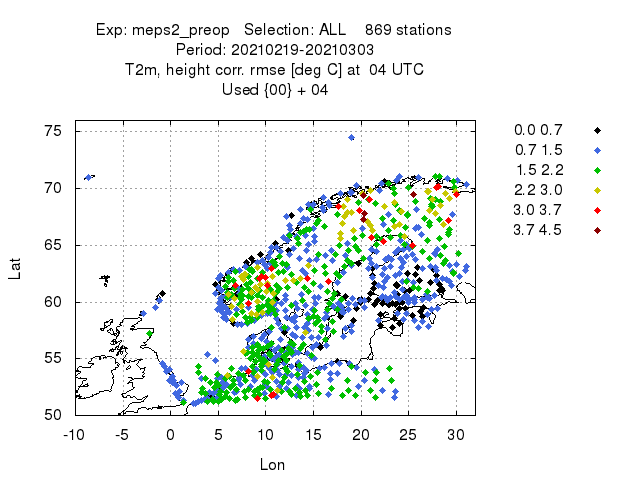 Exp: meps2_preop   Selection: ALL    869 stations
Period: 20210219-20210303
T2m, height corr. rmse [deg C] at  04 UTC
Used {00} + 04
0.0 0.7
0.7 1.5
1.5 2.2
2.2 3.0
3.0 3.7
3.7 4.5
75
70
65
60
55
50
Lat
-10 -5 0 5 10 15 20 25 30
Lon